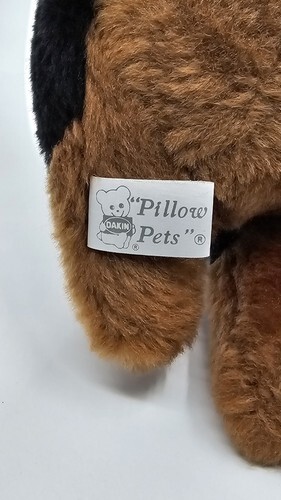 "Pillow
Pets"®
DAKIN
®